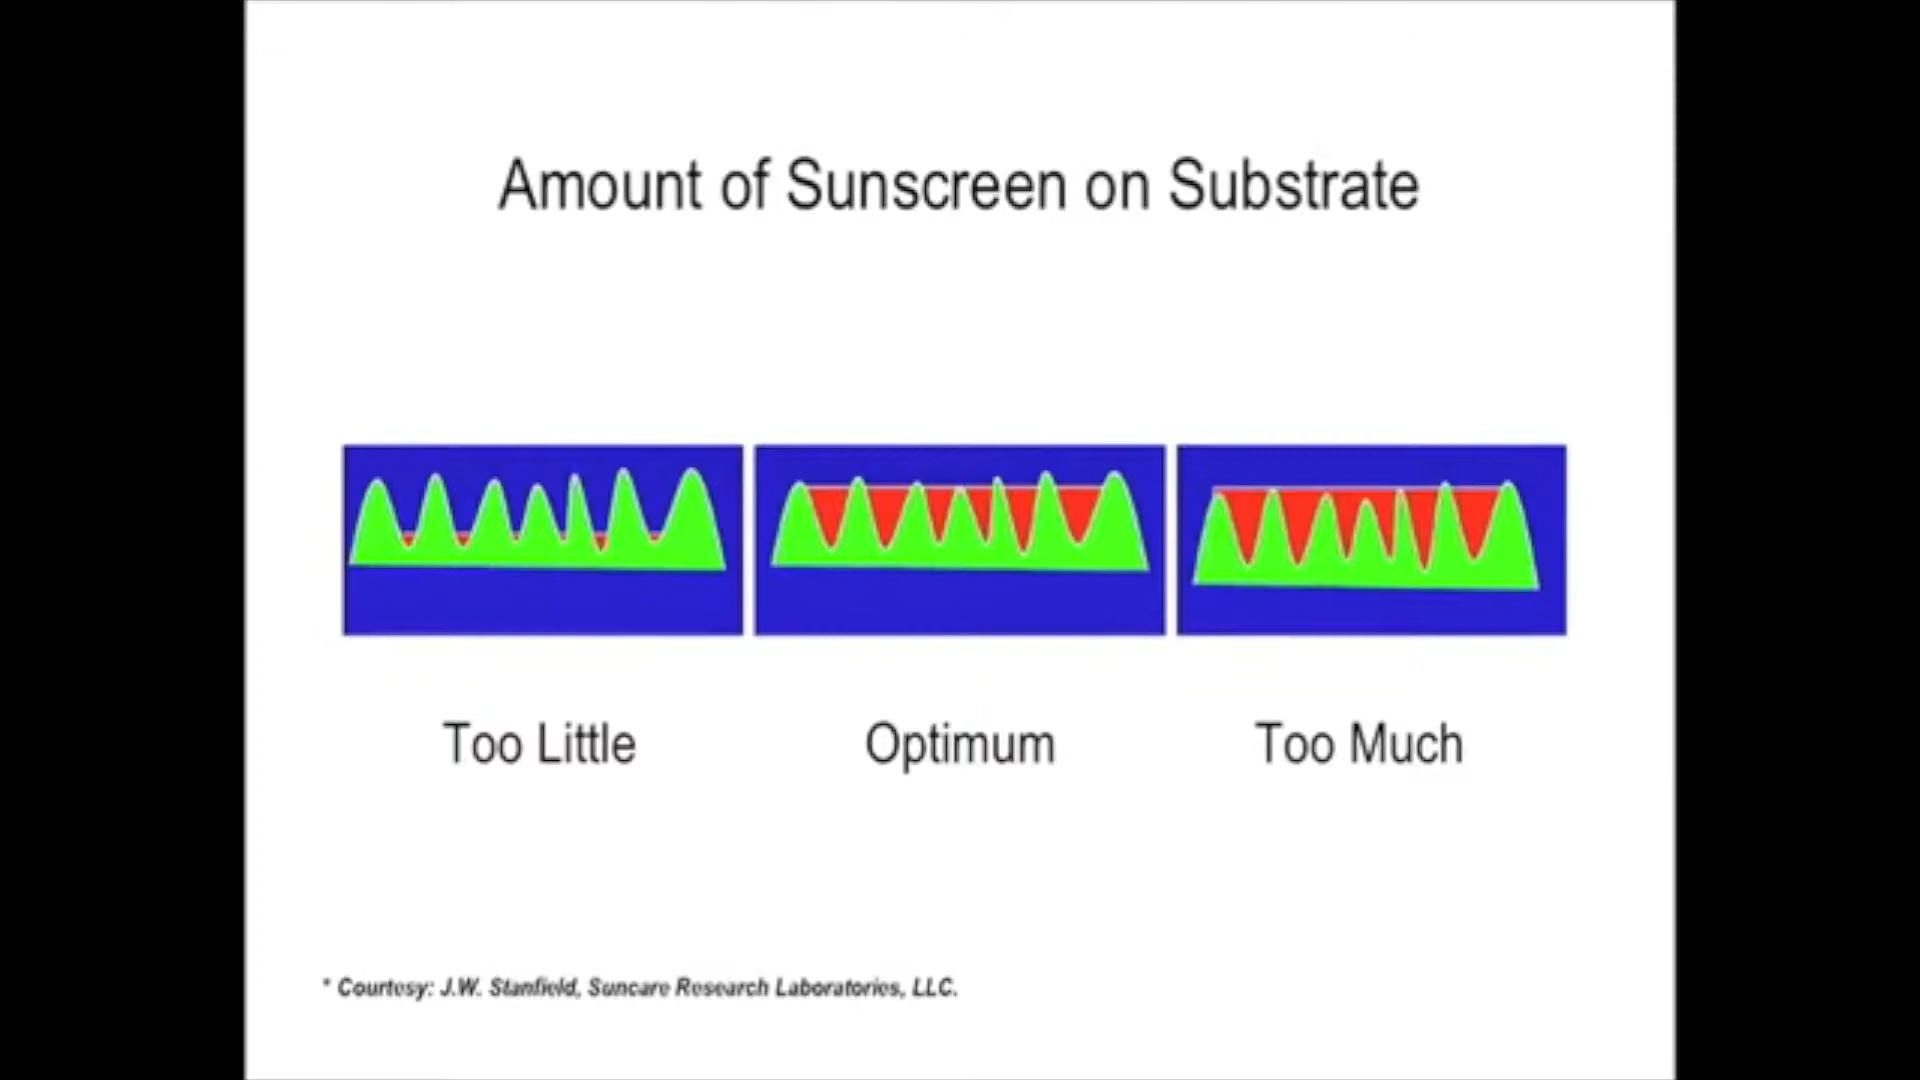 Amount of Sunscreen on Substrate
Too Little
Optimum
Too Much
* Courtesy: J.W. Stanfield, Suncare Research Laboratories, LLC.